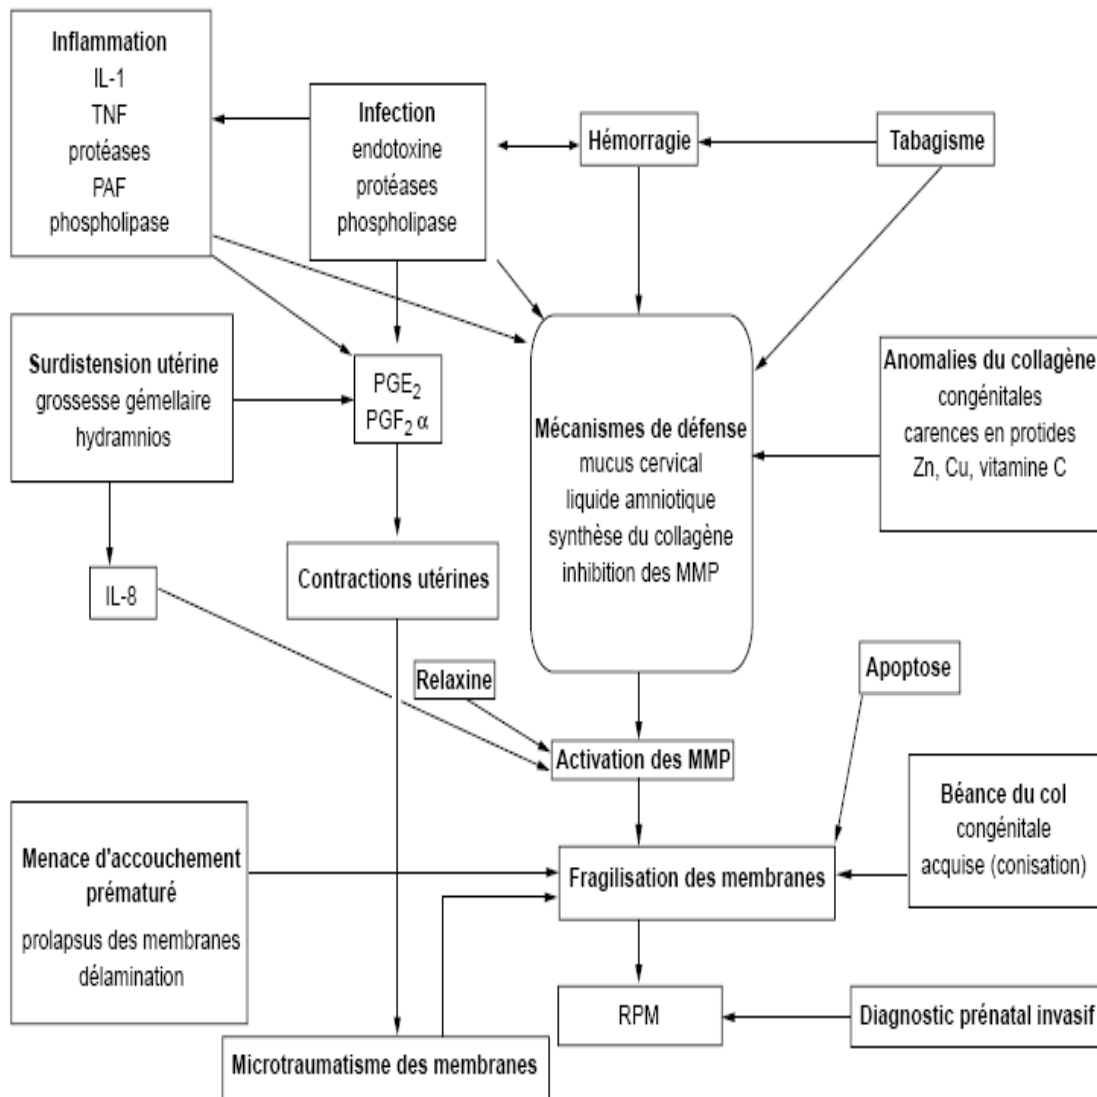 Inflammation
IL-1
TNF
protéases
PAF
phospholipase
Infection
endotoxine
protéases
phospholipase
Hémorragie
Tabagisme
Surdistension utérine
grossesse gémellaire
hydramnios
PGE2
PGF2 α
Mécanismes de défense
mucus cervical
liquide amniotique
synthèse du collagène
inhibition des MMP
Anomalies du collagène
congénitales
carences en protides
Zn, Cu, vitamine C
IL-8
Contractions utérines
Relaxine
Apoptose
Activation des MMP
Béance du col
congénitale
acquise (conisation)
Menace d'accouchement
prématuré
prolapsus des membranes
délamination
Fragilisation des membranes
RPM
Diagnostic prénatal invasif
Microtraumatisme des membranes